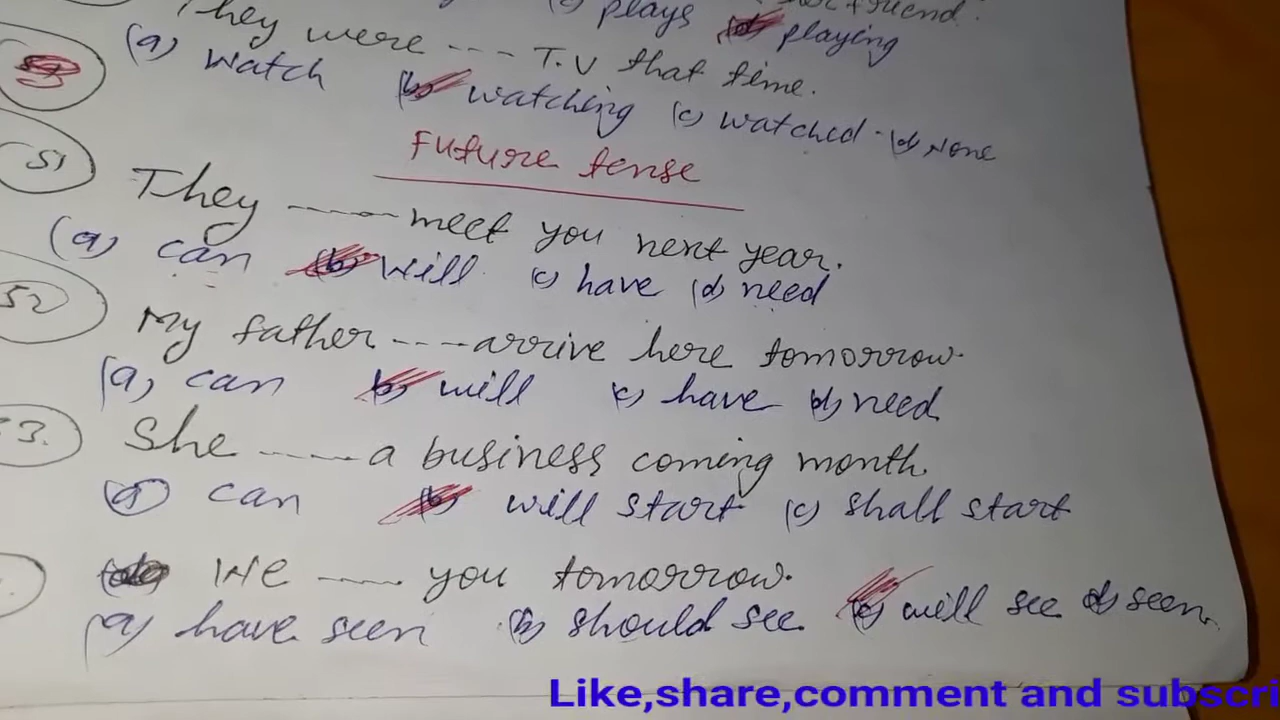 (c) plays (d) playing
They were ---- T.V that time.
(a) watch (b) watching (c) watched (d) None
Future tense
51
They ------ meet you next year.
(a) can (b) will (c) have (d) need
52
My father ---- arrive here tomorrow.
(a) can (b) will (c) have (d) need
53.
She ----- a business coming month.
(a) can (b) will start (c) shall start
We ----- you tomorrow.
(a) have seen (b) should see (c) will see (d) seen
Like,share,comment and subscri